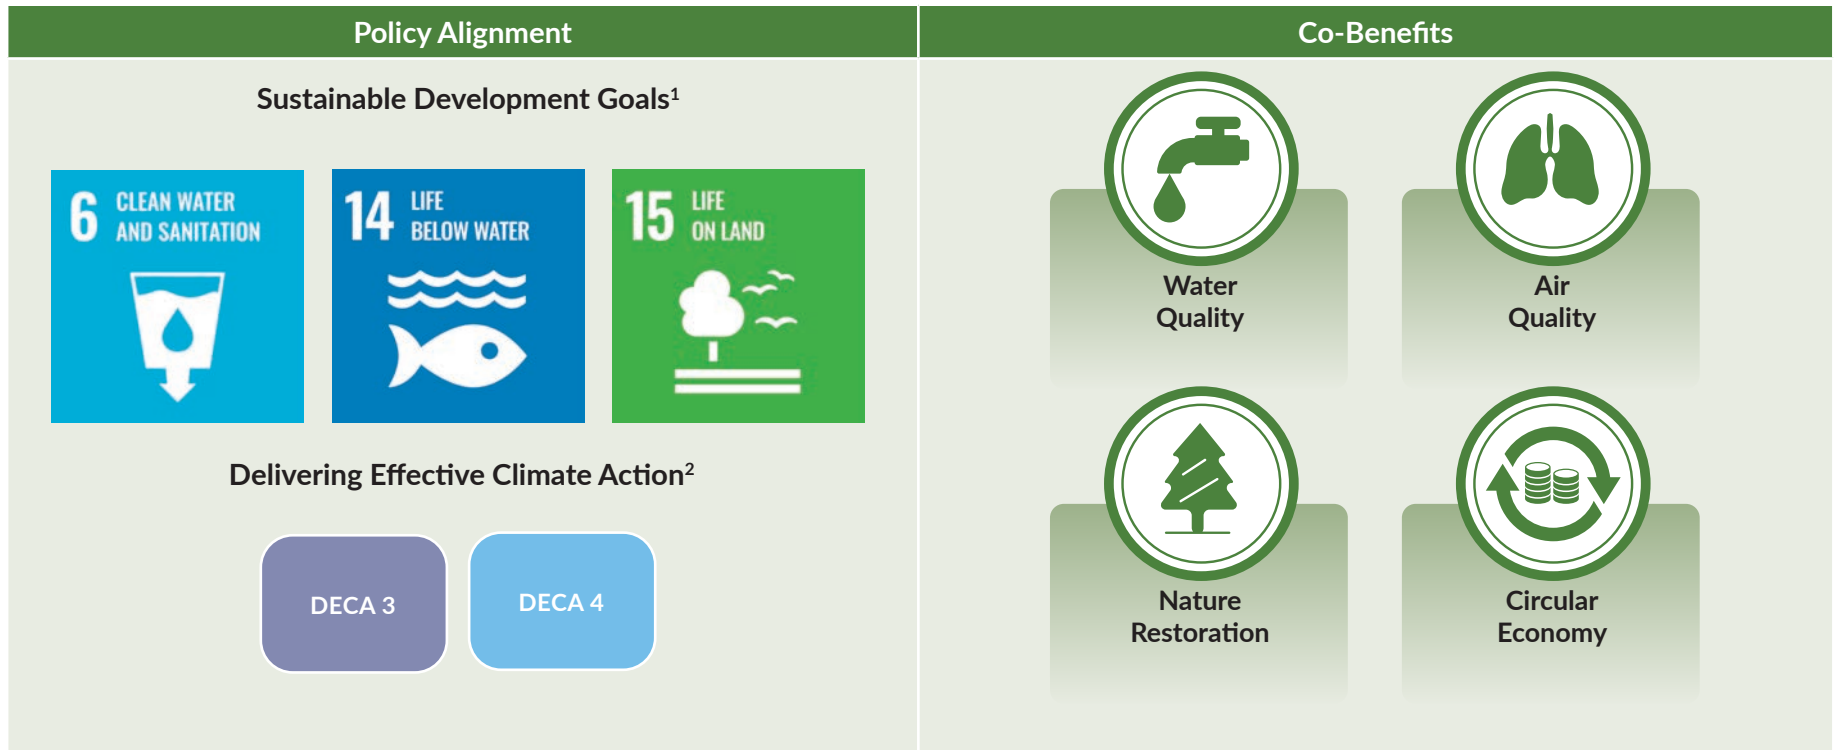 Policy Alignment
Co-Benefits
Sustainable Development Goals¹
6 CLEAN WATER
AND SANITATION
14 LIFE
BELOW WATER
15 LIFE
ON LAND
Delivering Effective Climate Action²
DECA 3
DECA 4
Water
Quality
Air
Quality
Nature
Restoration
Circular
Economy